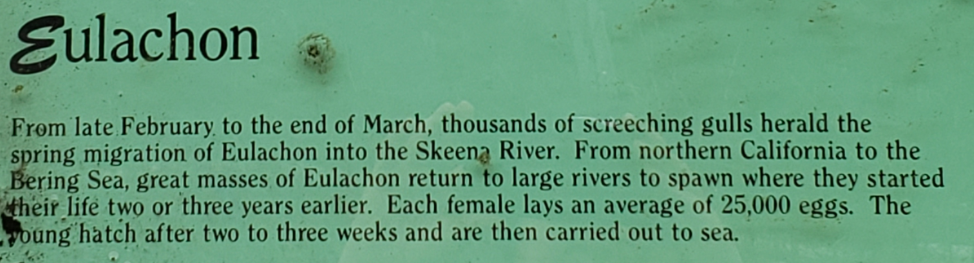 Eulachon
From late February to the end of March, thousands of screeching gulls herald the
spring migration of Eulachon into the Skeena River. From northern California to the
Bering Sea, great masses of Eulachon return to large rivers to spawn where they started
their life two or three years earlier. Each female lays an average of 25,000 eggs. The
young hatch after two to three weeks and are then carried out to sea.